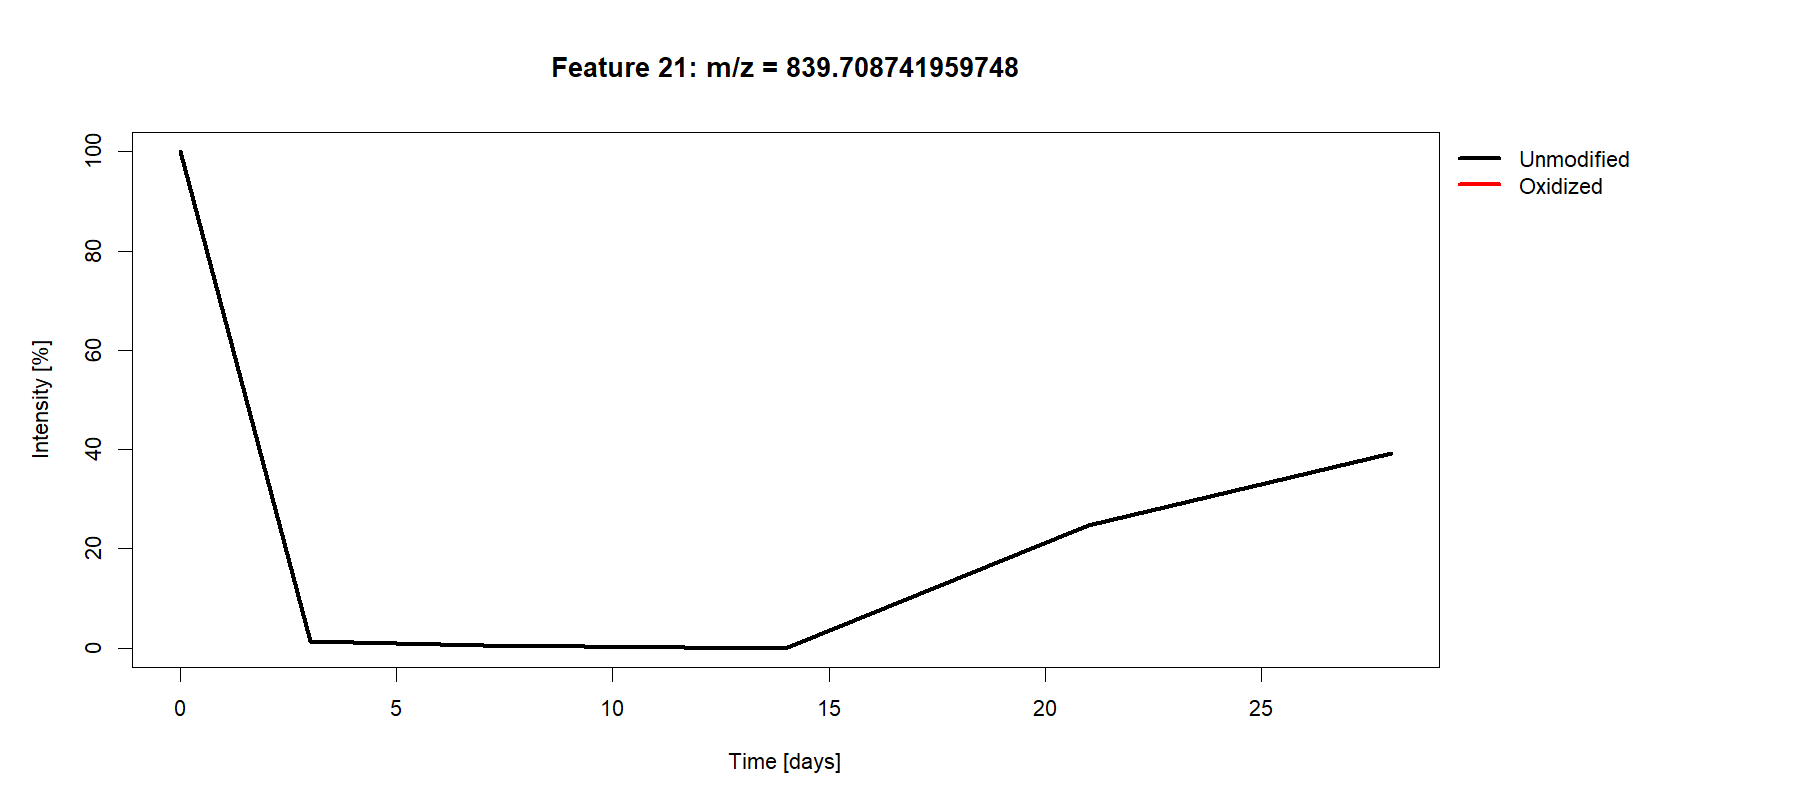 Feature 21: m/z = 839.708741959748
Unmodified
Oxidized
Intensity [%]
100
80
60
40
20
0
0 5 10 15 20 25
Time [days]